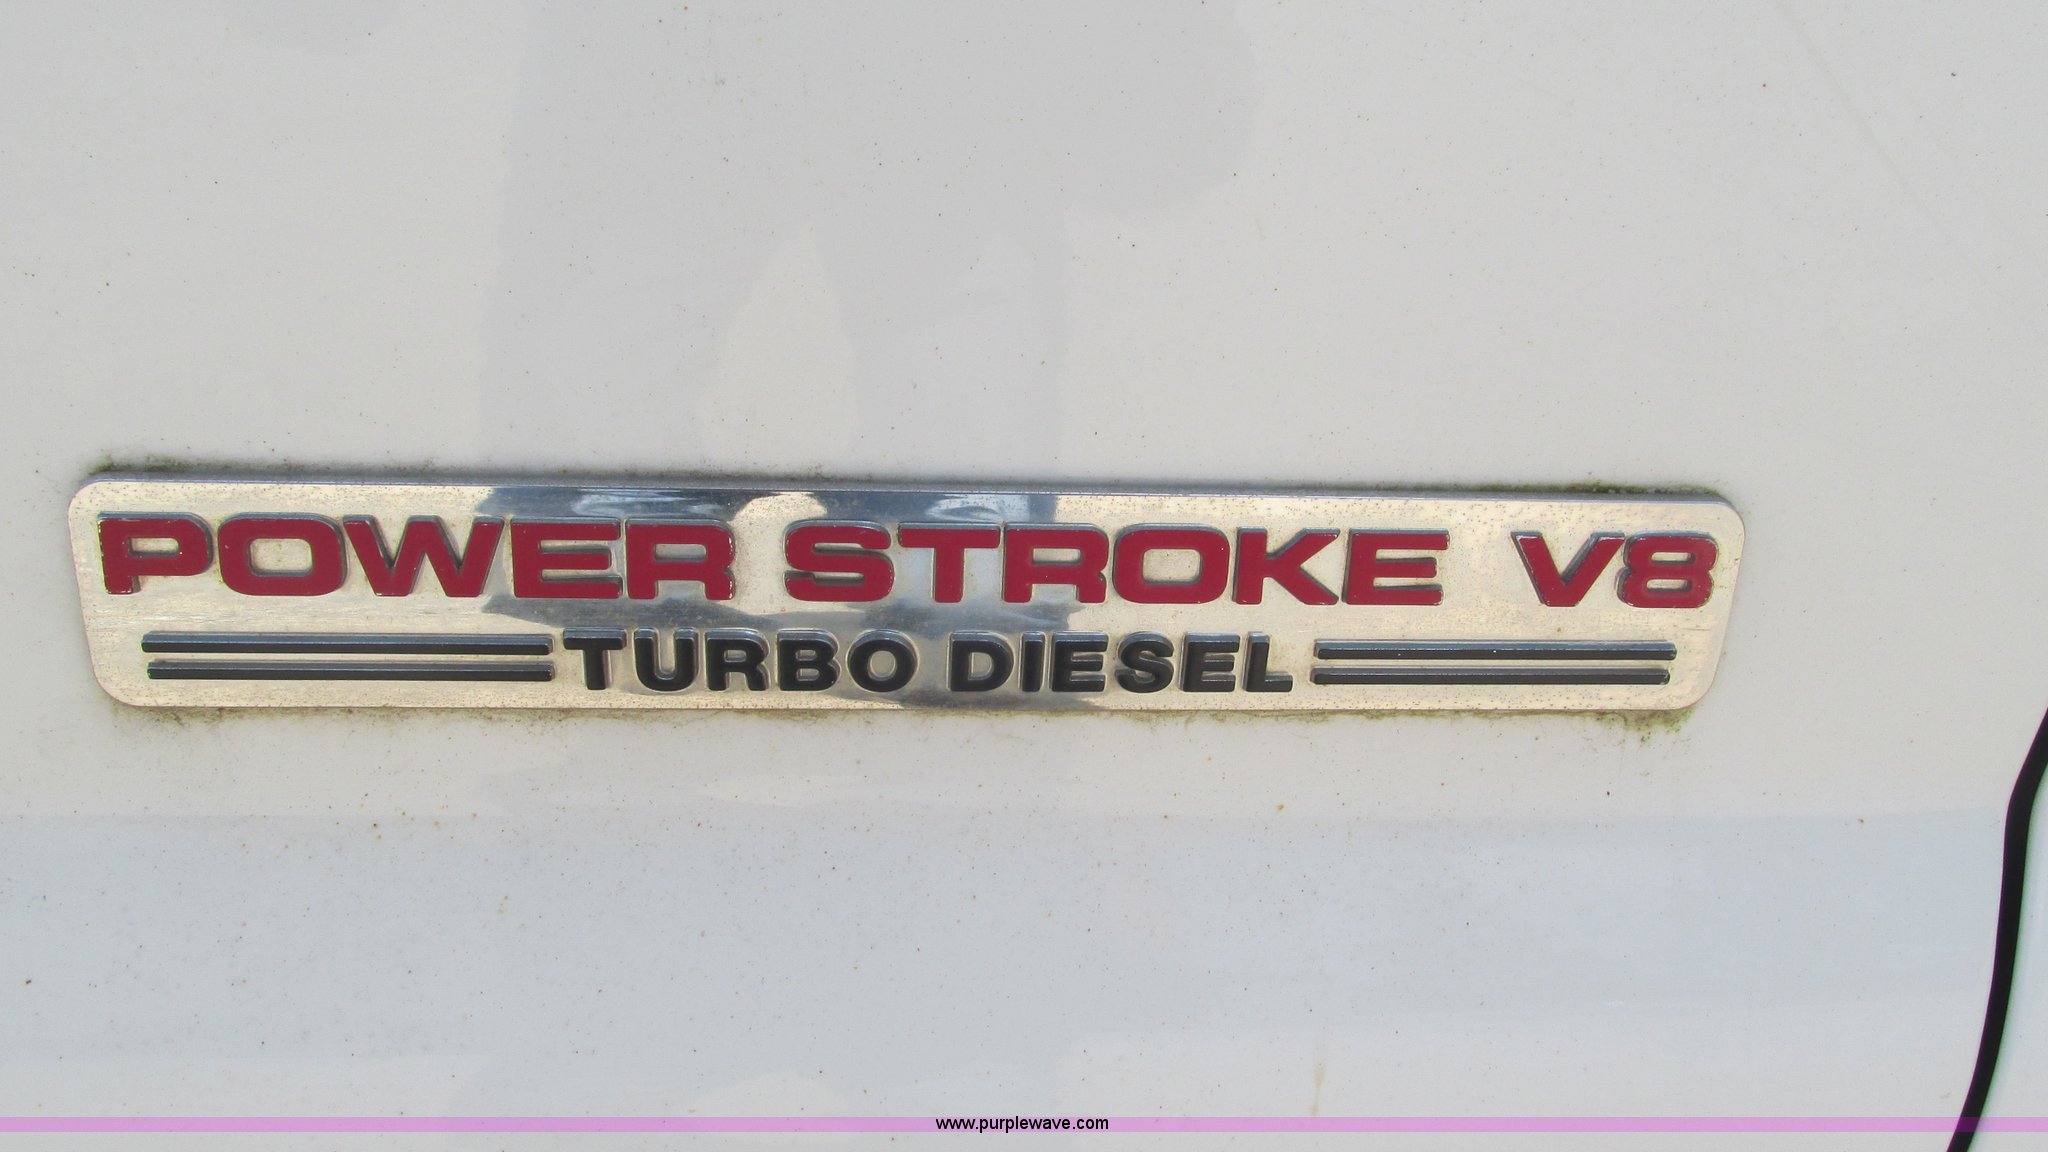 POWER STROKE V8
TURBO DIESEL
www.purplewave.com